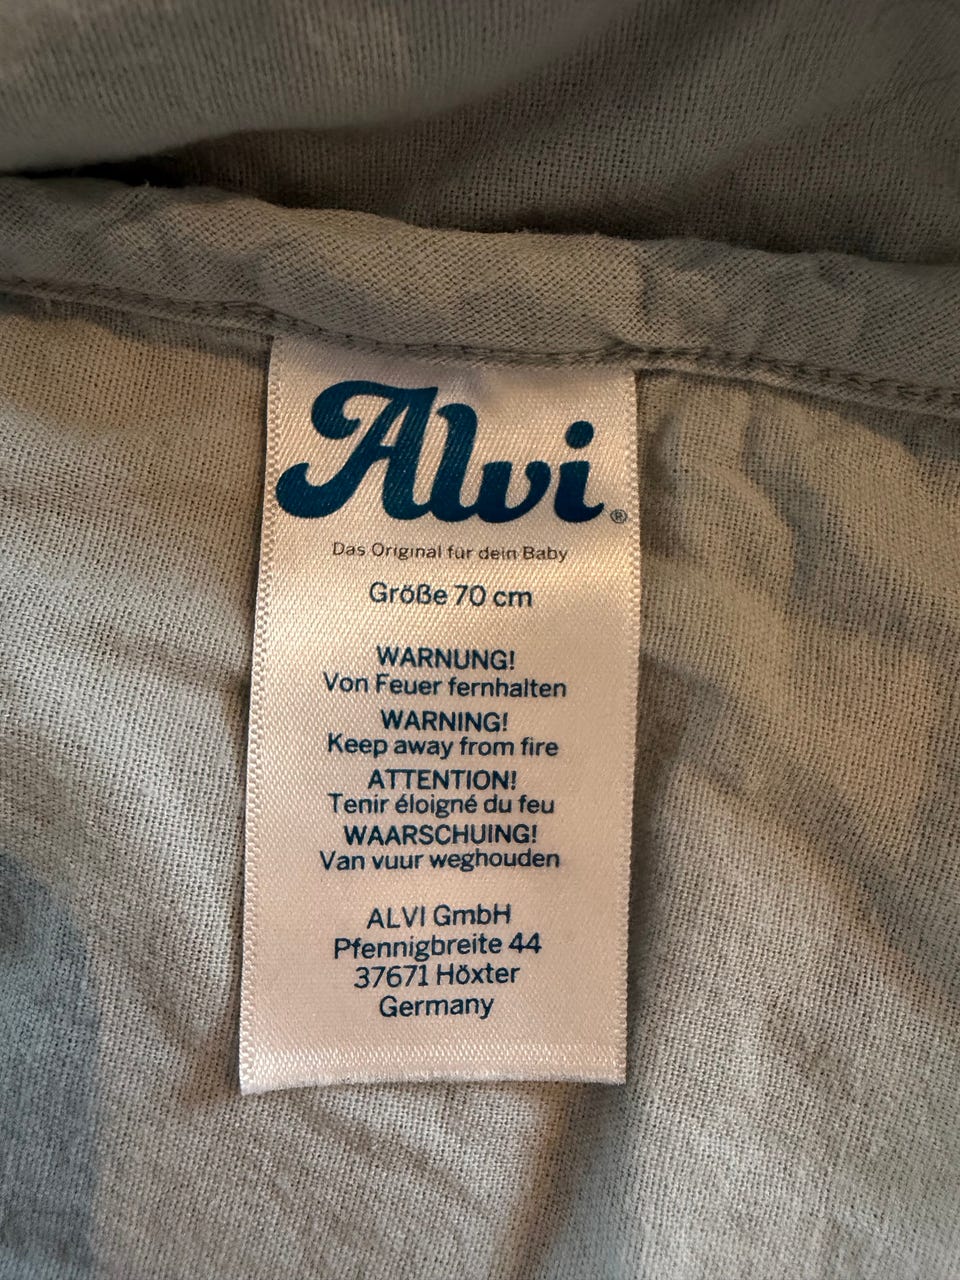 Alvi®
Das Original für dein Baby
Größe 70 cm
WARNUNG!
Von Feuer fernhalten
WARNING!
Keep away from fire
ATTENTION!
Tenir éloigné du feu
WAARSCHUING!
Van vuur weghouden
ALVI GmbH
Pfennigbreite 44
37671 Höxter
Germany